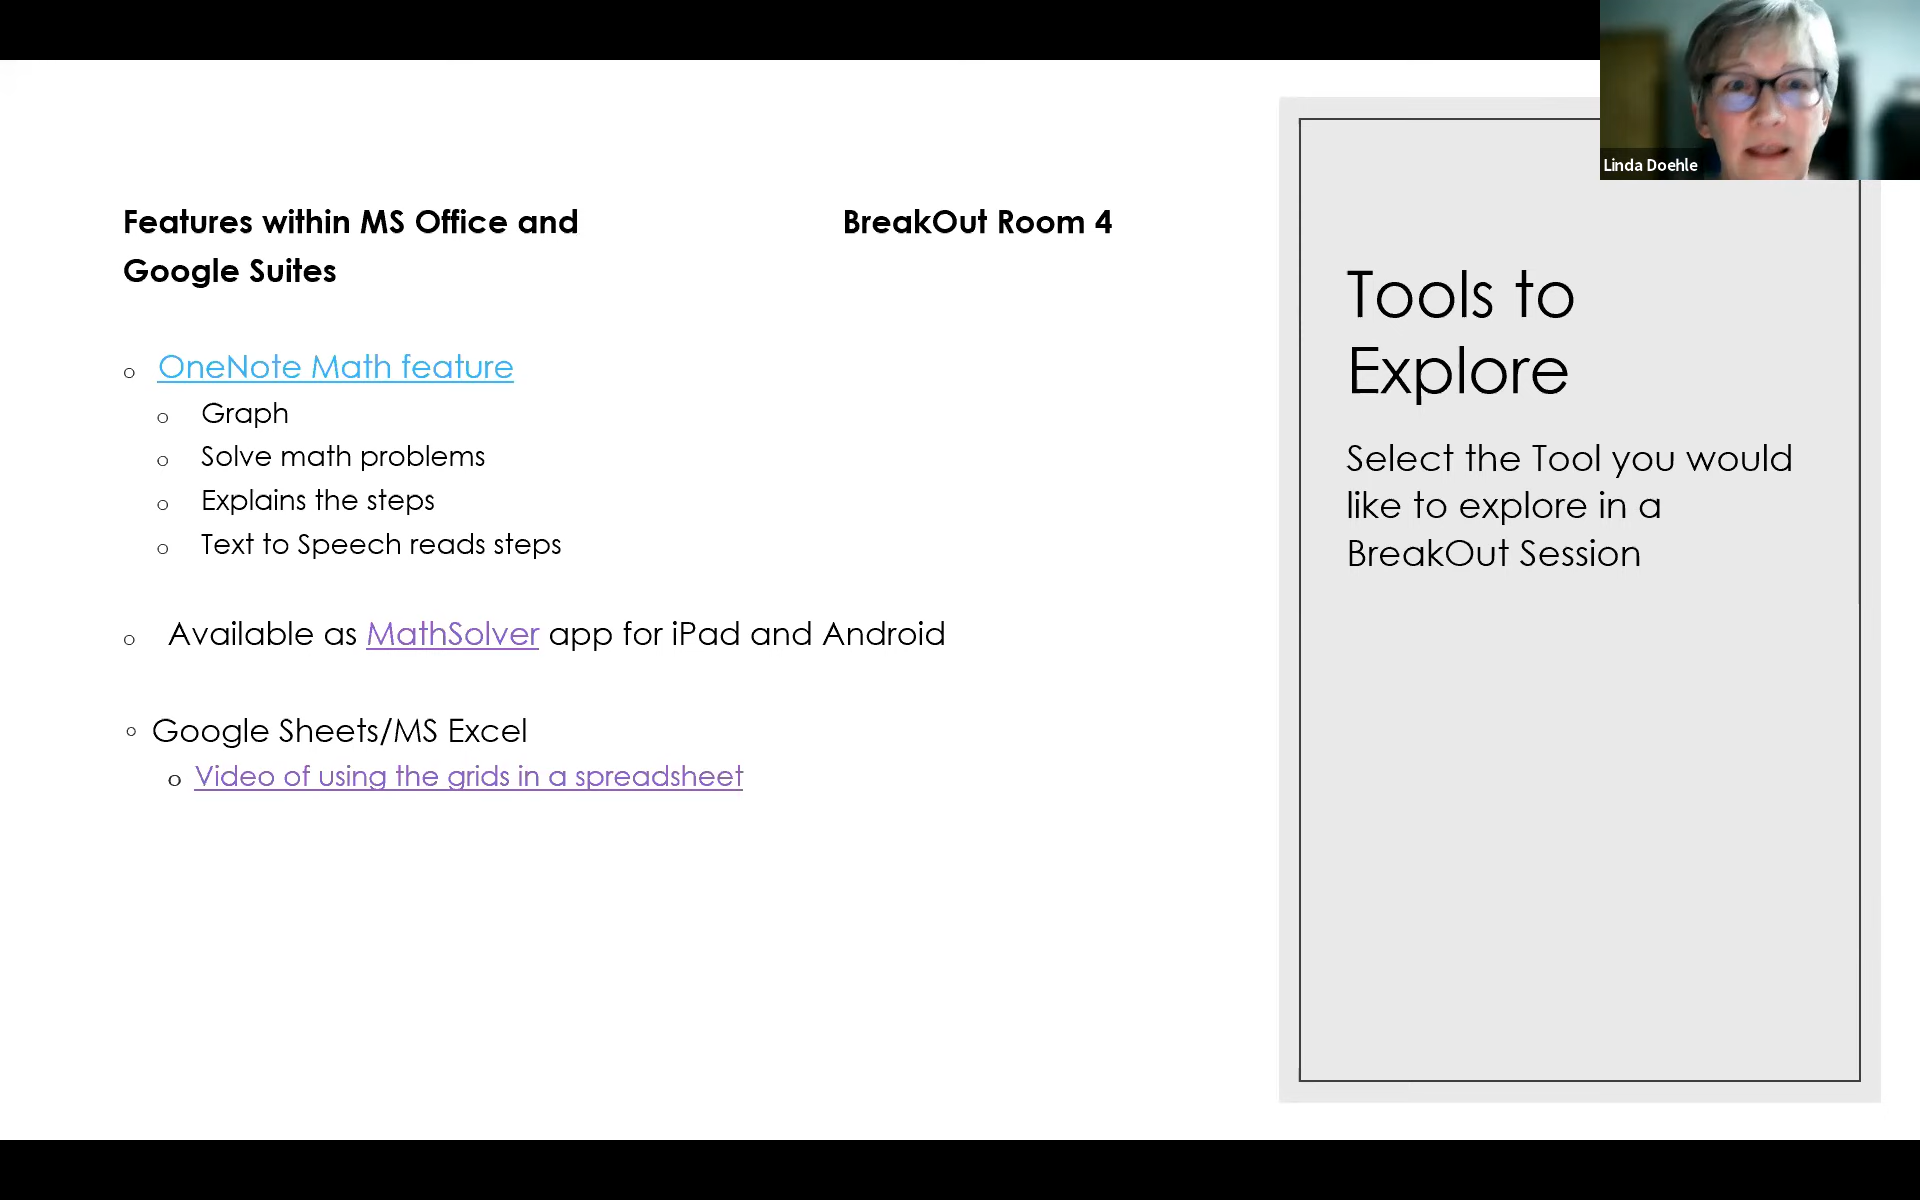 Linda Doehle
Features within MS Office and
Google Suites
BreakOut Room 4
OneNote Math feature
Graph
Solve math problems
Explains the steps
Text to Speech reads steps
Available as MathSolver app for iPad and Android
Google Sheets/MS Excel
Video of using the grids in a spreadsheet
Tools to
Explore
Select the Tool you would
like to explore in a
BreakOut Session